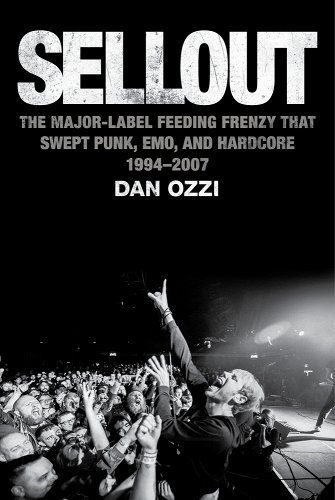 SELLOUT
THE MAJOR-LABEL FEEDING FRENZY THAT
SWEPT PUNK, EMO, AND HARDCORE
1994–2007
DAN OZZI